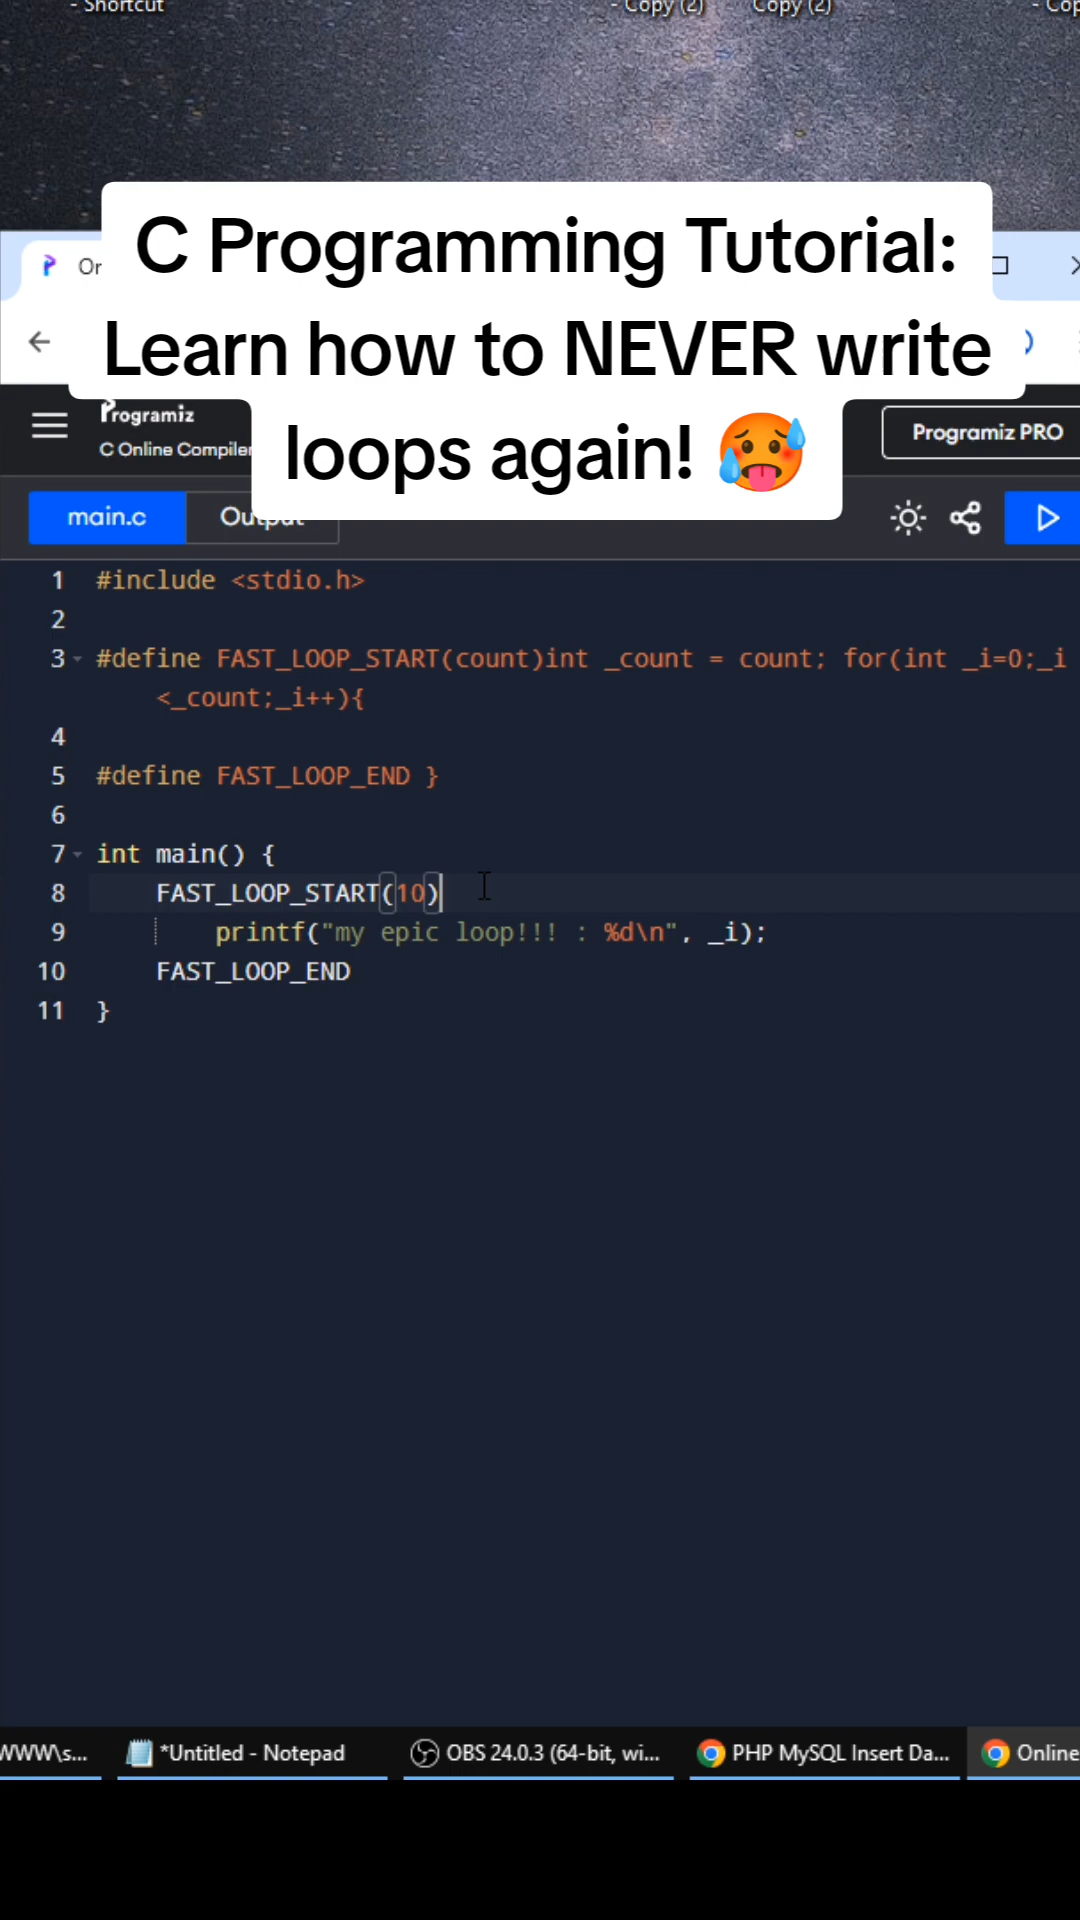 - Shortcut
- Copy (2)
Copy (2)
C Programming Tutorial:
Learn how to NEVER write
loops again! 🥵
Programiz
C Online Compiler
Programiz PRO
main.c
Output
1 #include <stdio.h>
2
3 #define FAST_LOOP_START(count)int _count = count; for(int _i=0;_i
<_count;_i++){
4
5 #define FAST_LOOP_END }
6
7 int main() {
8 FAST_LOOP_START(10)
9 printf("my epic loop!!! : %d\n", _i);
10 FAST_LOOP_END
11 }
WWW\s...
*Untitled - Notepad
OBS 24.0.3 (64-bit, wi...
PHP MySQL Insert Da...
Online